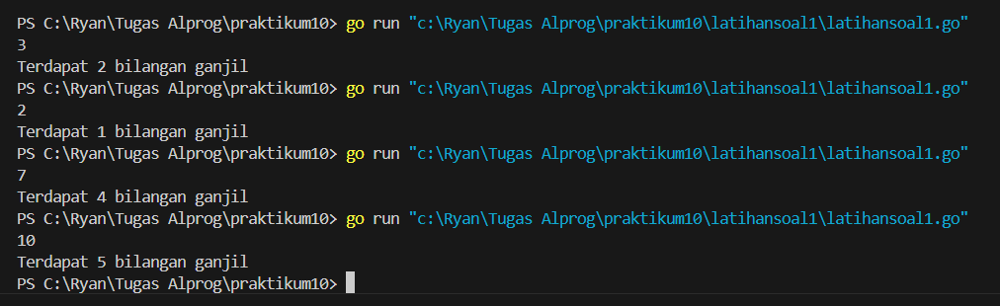 PS C:\Ryan\Tugas Alprog\praktikum10> go run "c:\Ryan\Tugas Alprog\praktikum10\latihansoal1\latihansoal1.go"
3
Terdapat 2 bilangan ganjil
PS C:\Ryan\Tugas Alprog\praktikum10> go run "c:\Ryan\Tugas Alprog\praktikum10\latihansoal1\latihansoal1.go"
2
Terdapat 1 bilangan ganjil
PS C:\Ryan\Tugas Alprog\praktikum10> go run "c:\Ryan\Tugas Alprog\praktikum10\latihansoal1\latihansoal1.go"
7
Terdapat 4 bilangan ganjil
PS C:\Ryan\Tugas Alprog\praktikum10> go run "c:\Ryan\Tugas Alprog\praktikum10\latihansoal1\latihansoal1.go"
10
Terdapat 5 bilangan ganjil
PS C:\Ryan\Tugas Alprog\praktikum10>